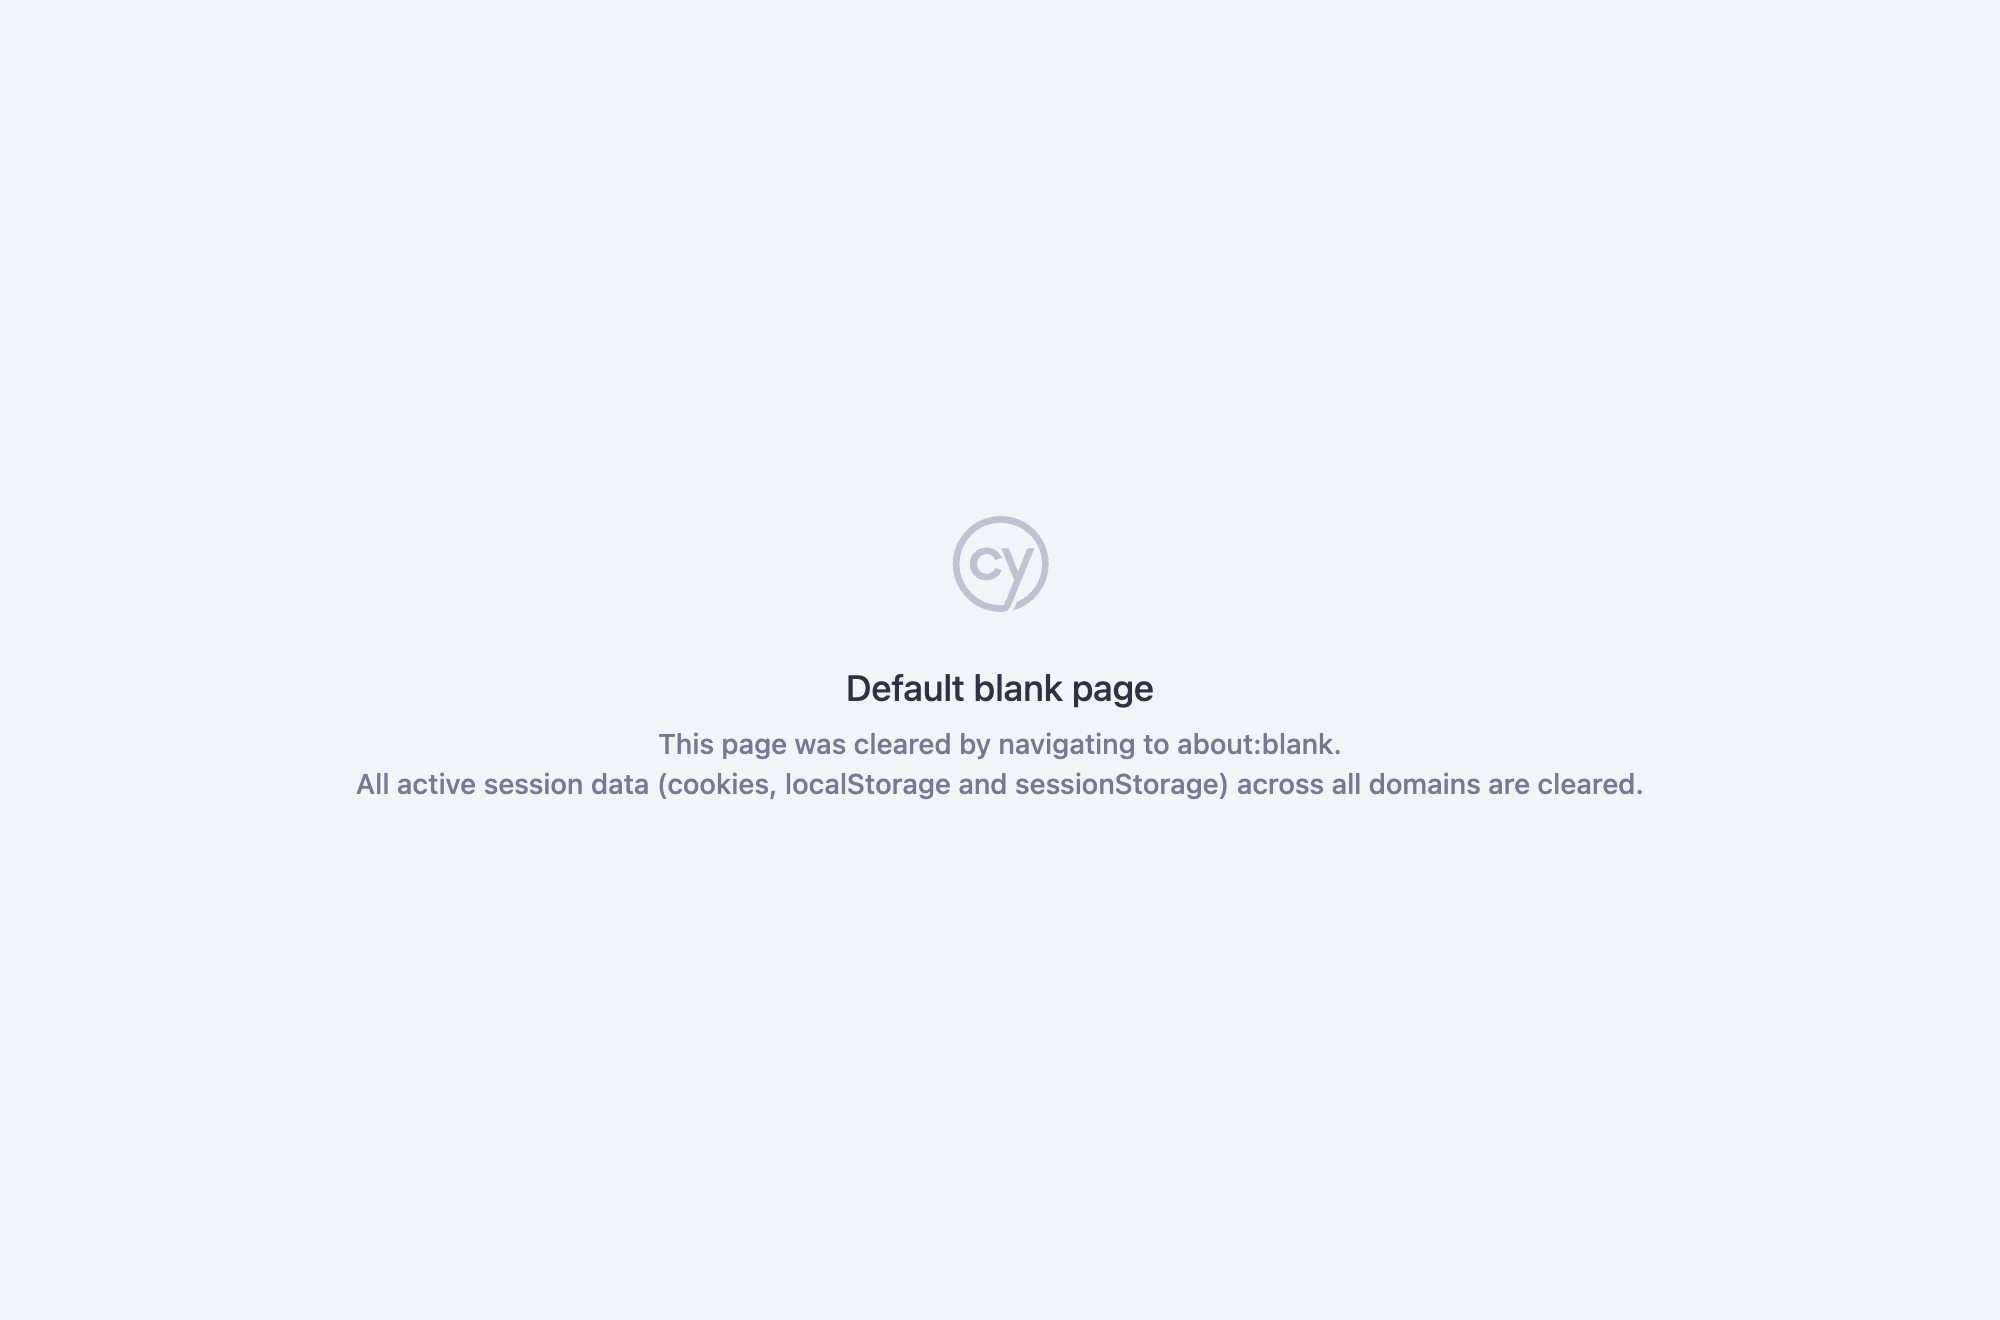 cy
Default blank page
This page was cleared by navigating to about:blank.
All active session data (cookies, localStorage and sessionStorage) across all domains are cleared.